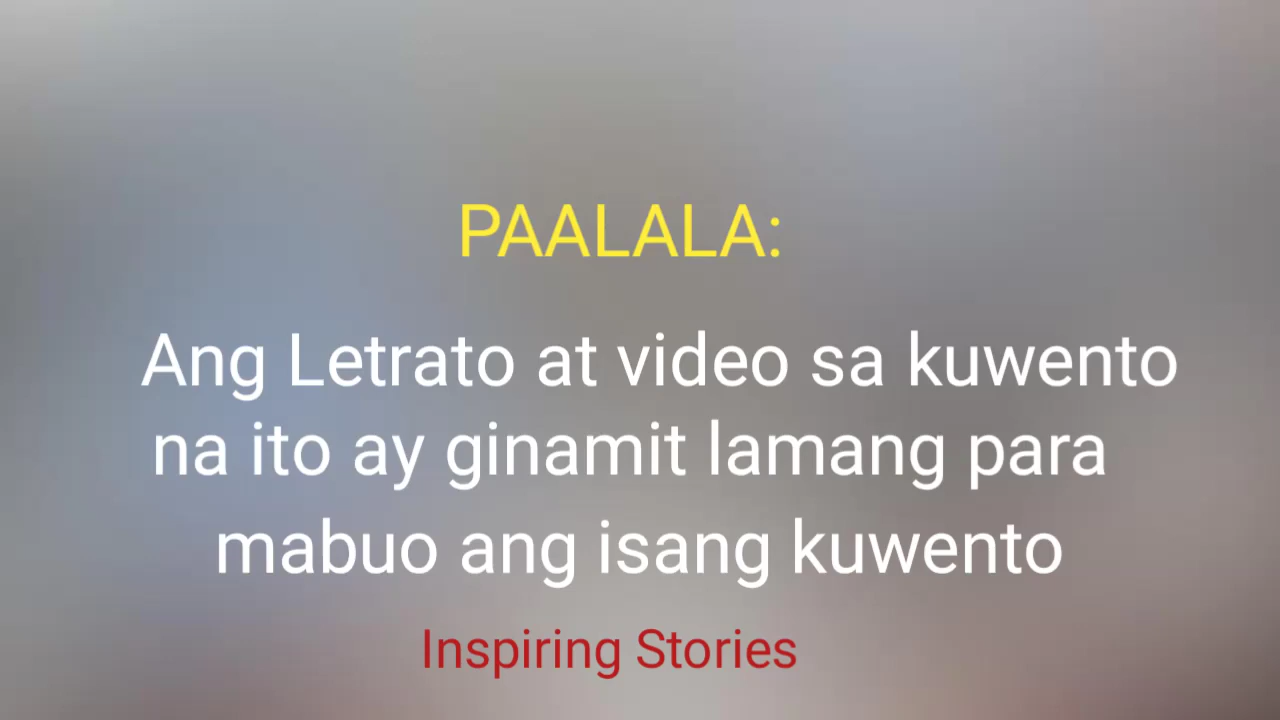 PAALALA:
Ang Letrato at video sa kuwento
na ito ay ginamit lamang para
mabuo ang isang kuwento
Inspiring Stories